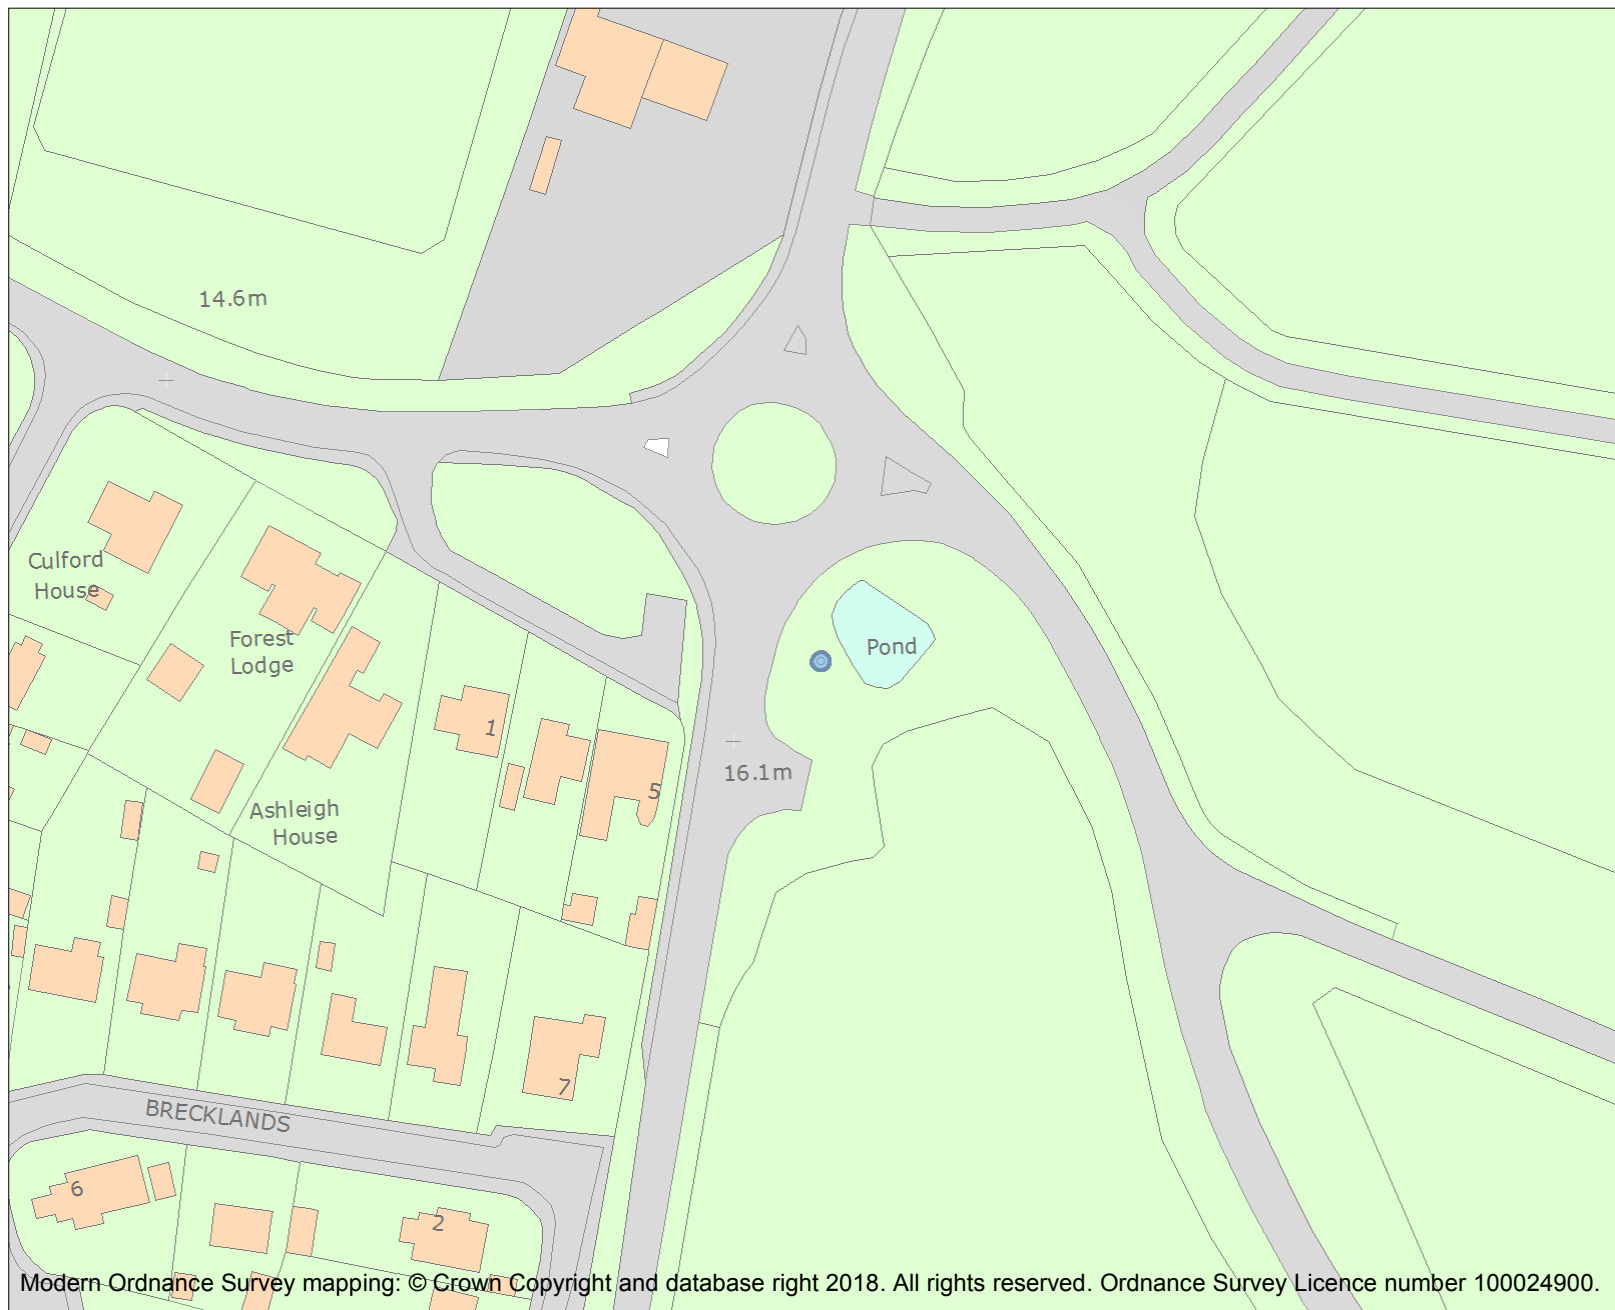 14.6m
Culford
House
Forest
Lodge
Pond
1
16.1m
5
Ashleigh
House
7
BRECKLANDS
6
2
Modern Ordnance Survey mapping: © Crown Copyright and database right 2018. All rights reserved. Ordnance Survey Licence number 100024900.